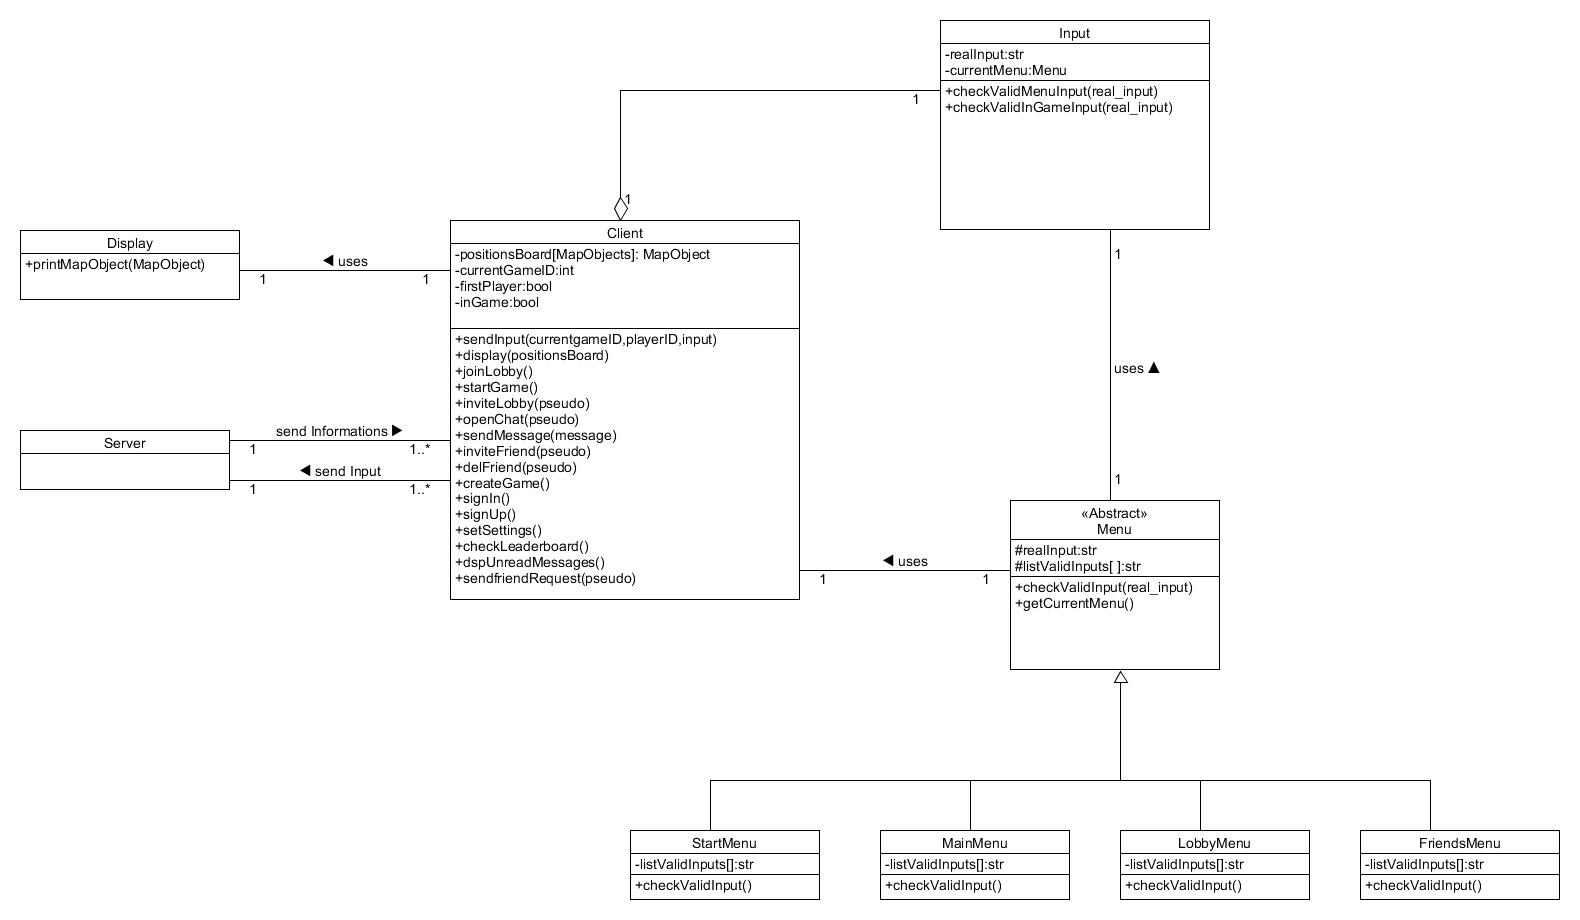 Input
-realInput:str
-currentMenu:Menu
+checkValidMenuInput(real_input)
+checkValidInGameInput(real_input)
1
1
Display
+printMapObject(MapObject)
◀ uses
1
1
Client
-positionsBoard[MapObjects]: MapObject
-currentGameID:int
-firstPlayer:bool
-inGame:bool
+sendInput(currentgameID,playerID,input)
+display(positionsBoard)
+joinLobby()
+startGame()
+inviteLobby(pseudo)
+openChat(pseudo)
+sendMessage(message)
+inviteFriend(pseudo)
+delFriend(pseudo)
+createGame()
+signIn()
+signUp()
+setSettings()
+checkLeaderboard()
+dspUnreadMessages()
+sendfriendRequest(pseudo)
Server
send Informations ▶
1
1..*
◀ send Input
1
1..*
1
uses ▲
1
◀ uses
1
1
«Abstract»
Menu
#realInput:str
#listValidInputs[ ]:str
+checkValidInput(real_input)
+getCurrentMenu()
StartMenu
-listValidInputs[]:str
+checkValidInput()
MainMenu
-listValidInputs[]:str
+checkValidInput()
LobbyMenu
-listValidInputs[]:str
+checkValidInput()
FriendsMenu
-listValidInputs[]:str
+checkValidInput()